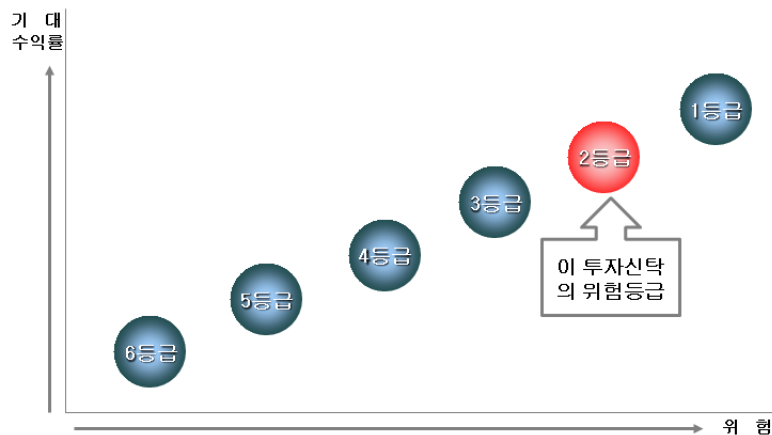 기 대
수익률
1등급
2등급
3등급
4등급
5등급
6등급
이 투자신탁
의 위험등급
위 험